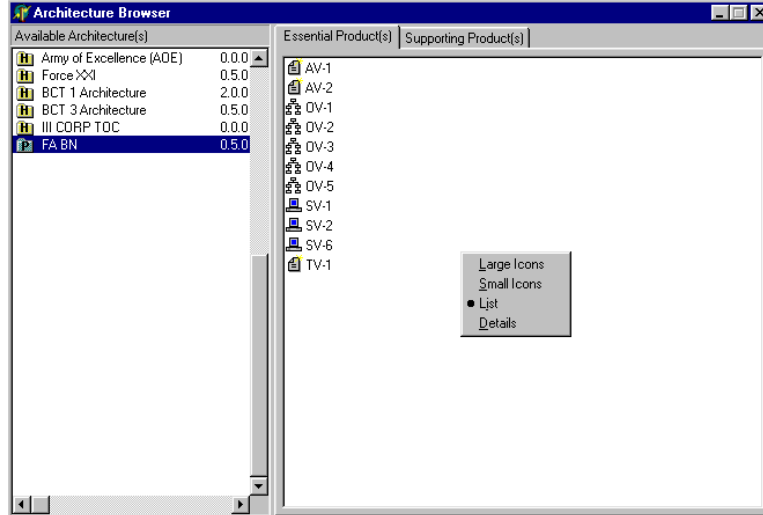 Architecture Browser
Available Architecture(s)
Army of Excellence (AOE) 0.0.0
Force XXI 0.5.0
BCT 1 Architecture 2.0.0
BCT 3 Architecture 0.5.0
III CORP TOC 0.0.0
FA BN 0.5.0
Essential Product(s) Supporting Product(s)
AV-1
AV-2
OV-1
OV-2
OV-3
OV-4
OV-5
SV-1
SV-2
SV-6
TV-1
Large Icons
Small Icons
List
Details